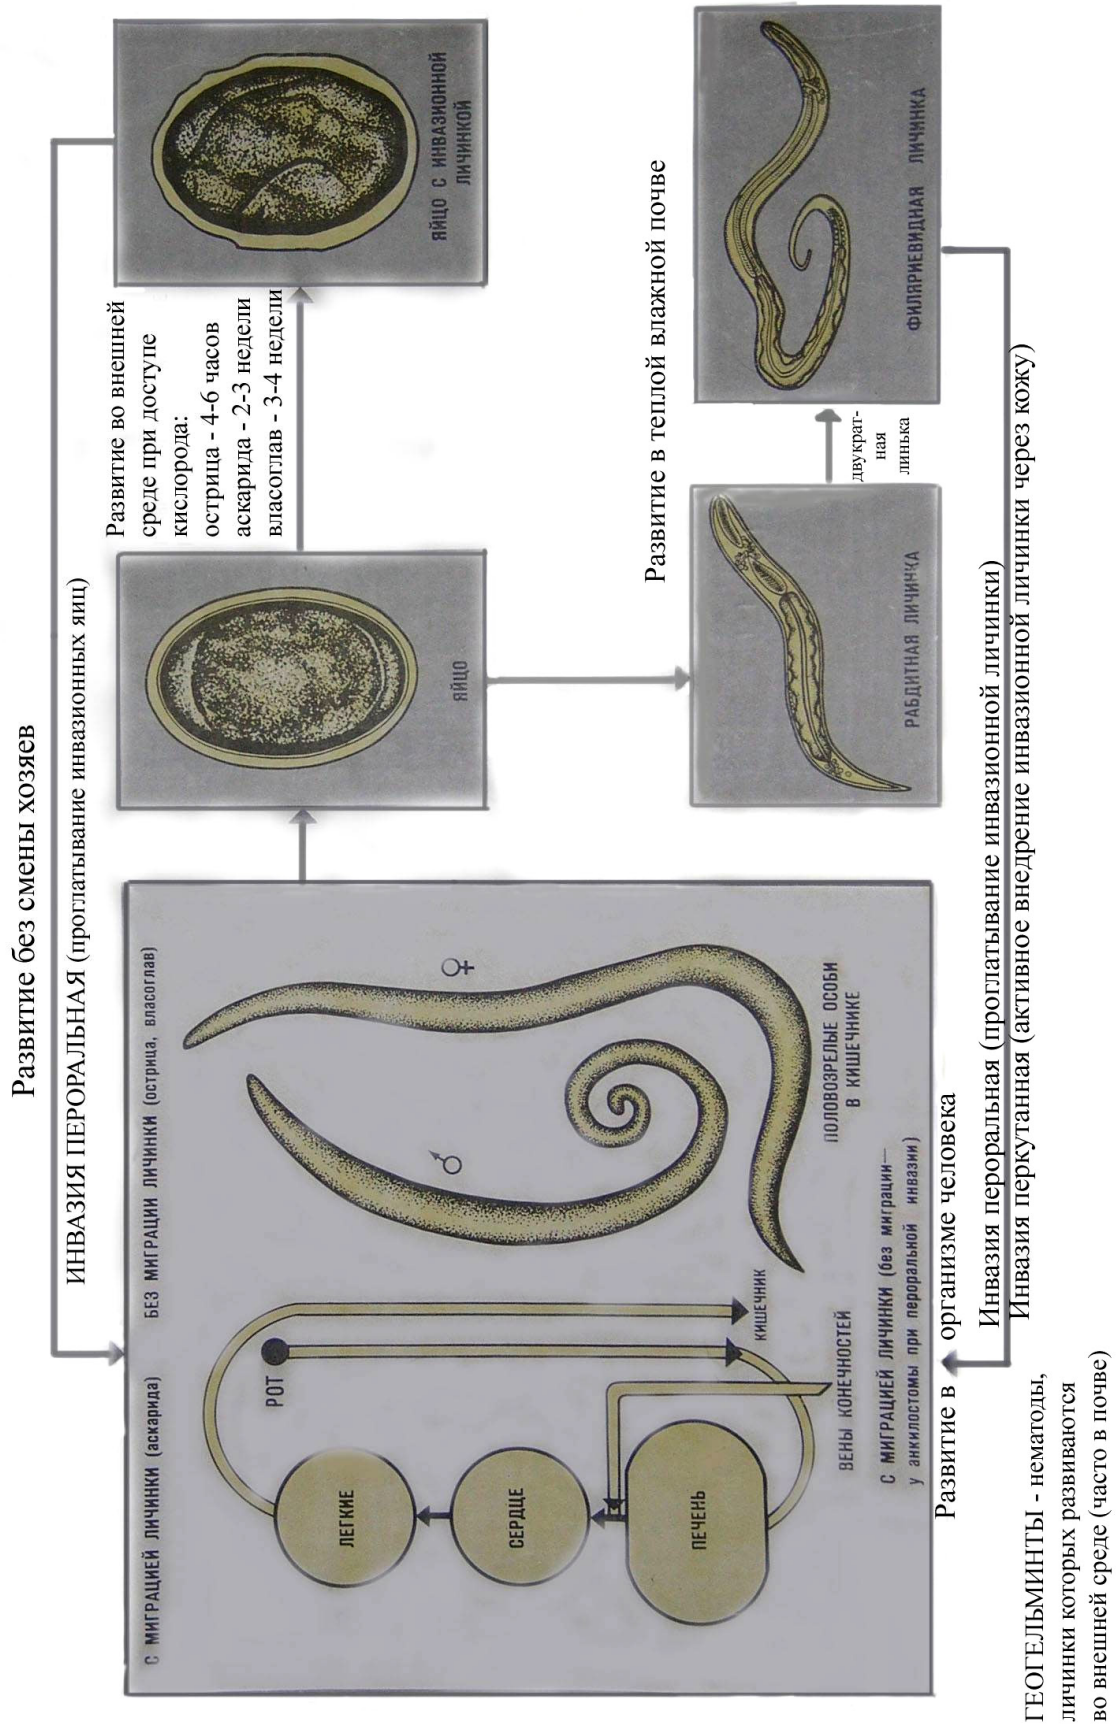 Развитие без смены хозяев
ИНВАЗИЯ ПЕРОРАЛЬНАЯ (проглатывание инвазионных яиц)
С МИГРАЦИЕЙ ЛИЧИНКИ (аскарида)
БЕЗ МИГРАЦИИ ЛИЧИНКИ (острица, власоглав)
РОТ
ЛЕГКИЕ
СЕРДЦЕ
ПЕЧЕНЬ
КИШЕЧНИК
ВЕНЫ КОНЕЧНОСТЕЙ
С МИГРАЦИЕЙ ЛИЧИНКИ (без миграции—
у анкилостомы при пероральной инвазии)
♂
♀
ПОЛОВОЗРЕЛЫЕ ОСОБИ
В КИШЕЧНИКЕ
ЯЙЦО
Развитие во внешней
среде при доступе
кислорода:
острица - 4-6 часов
аскарида - 2-3 недели
власоглав - 3-4 недели
ЯЙЦО С ИНВАЗИОННОЙ
ЛИЧИНКОЙ
Развитие в теплой влажной почве
РАБДИТНАЯ ЛИЧИНКА
двукрат-
ная
линька
ФИЛЯРИЕВИДНАЯ ЛИЧИНКА
Развитие в организме человека
Инвазия пероральная (проглатывание инвазионной личинки)
Инвазия перкутанная (активное внедрение инвазионной личинки через кожу)
ГЕОГЕЛЬМИНТЫ - нематоды,
личинки которых развиваются
во внешней среде (часто в почве)